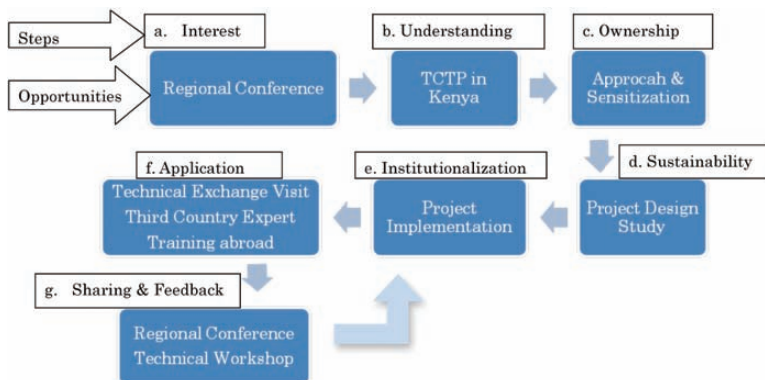 Steps
a. Interest
b. Understanding
c. Ownership
Opportunities
Regional Conference
TCTP in
Kenya
Approcah &
Sensitization
f. Application
e. Institutionalization
d. Sustainability
Technical Exchange Visit
Third Country Expert
Training abroad
Project
Implementation
Project Design
Study
g. Sharing & Feedback
Regional Conference
Technical Workshop